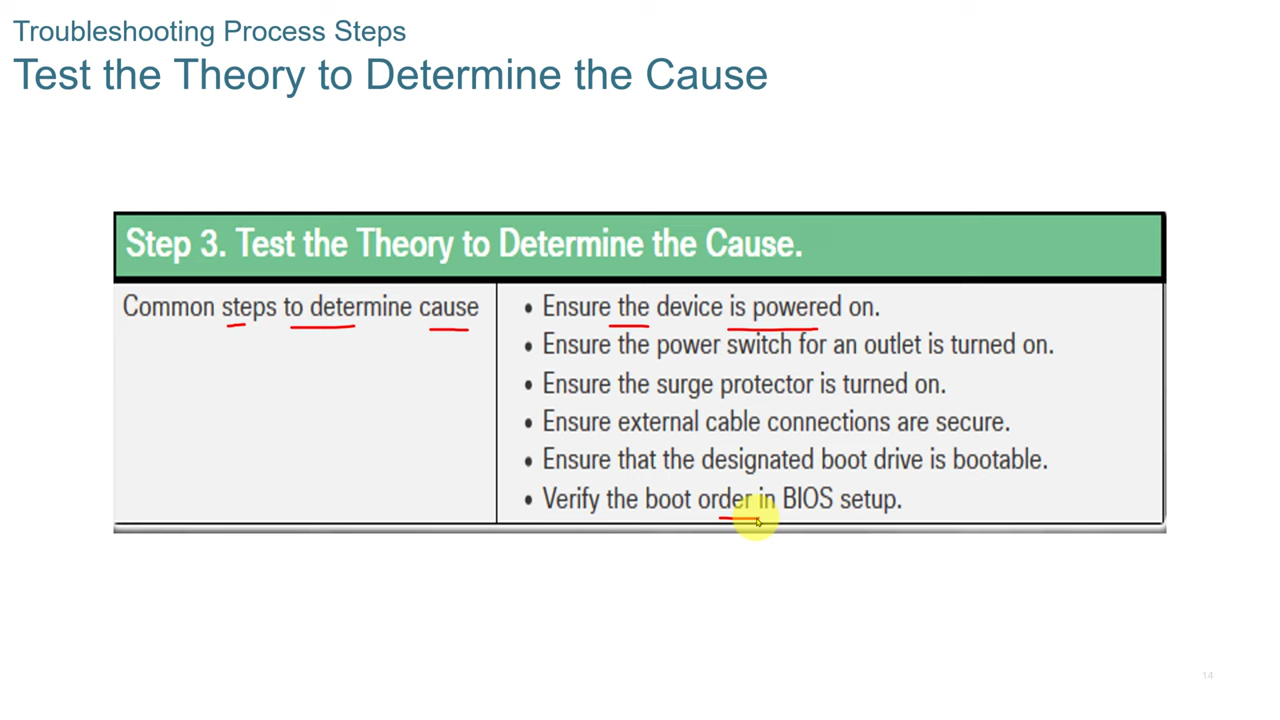 Troubleshooting Process Steps
Test the Theory to Determine the Cause
Step 3. Test the Theory to Determine the Cause.
Common steps to determine cause
• Ensure the device is powered on.
• Ensure the power switch for an outlet is turned on.
• Ensure the surge protector is turned on.
• Ensure external cable connections are secure.
• Ensure that the designated boot drive is bootable.
• Verify the boot order in BIOS setup.
14